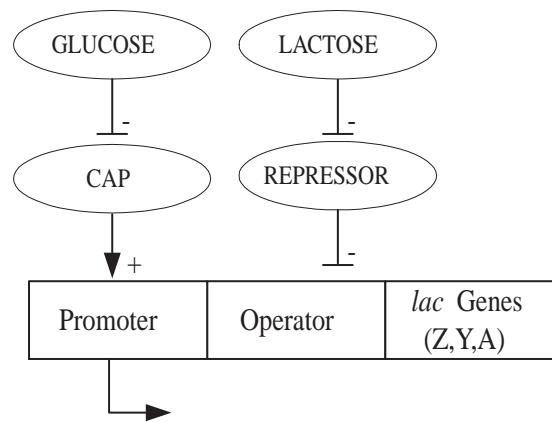 GLUCOSE
LACTOSE
-
-
CAP
REPRESSOR
+
-
Promoter
Operator
lac Genes
(Z,Y,A)